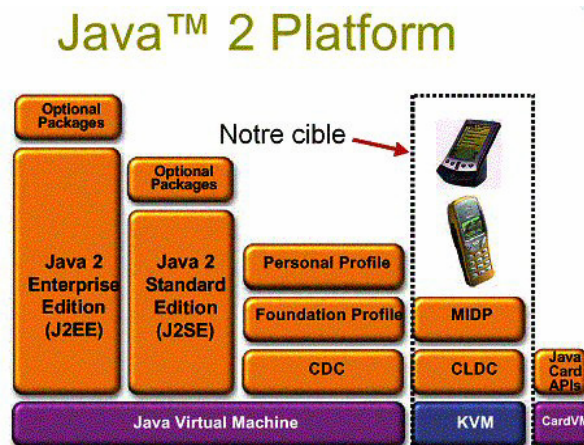 Java™ 2 Platform
Optional
Packages
Notre cible
Optional
Packages
Java 2
Enterprise
Edition
(J2EE)
Java 2
Standard
Edition
(J2SE)
Personal Profile
Foundation Profile
MIDP
CDC
CLDC
Java
Card
APIs
Java Virtual Machine
KVM
CardVM